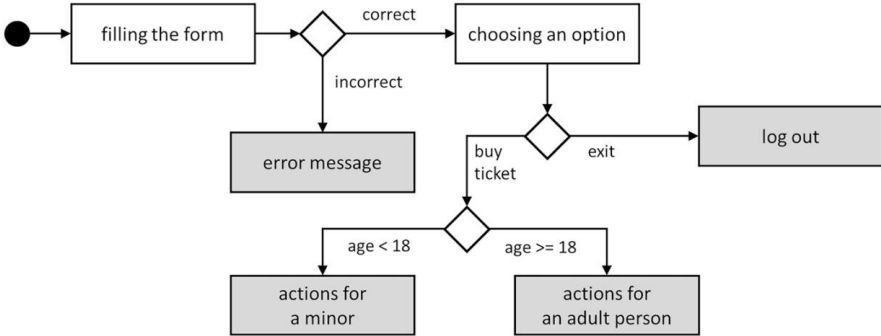 filling the form
correct
choosing an option
incorrect
error message
buy
ticket
exit
log out
age < 18
age >= 18
actions for
a minor
actions for
an adult person